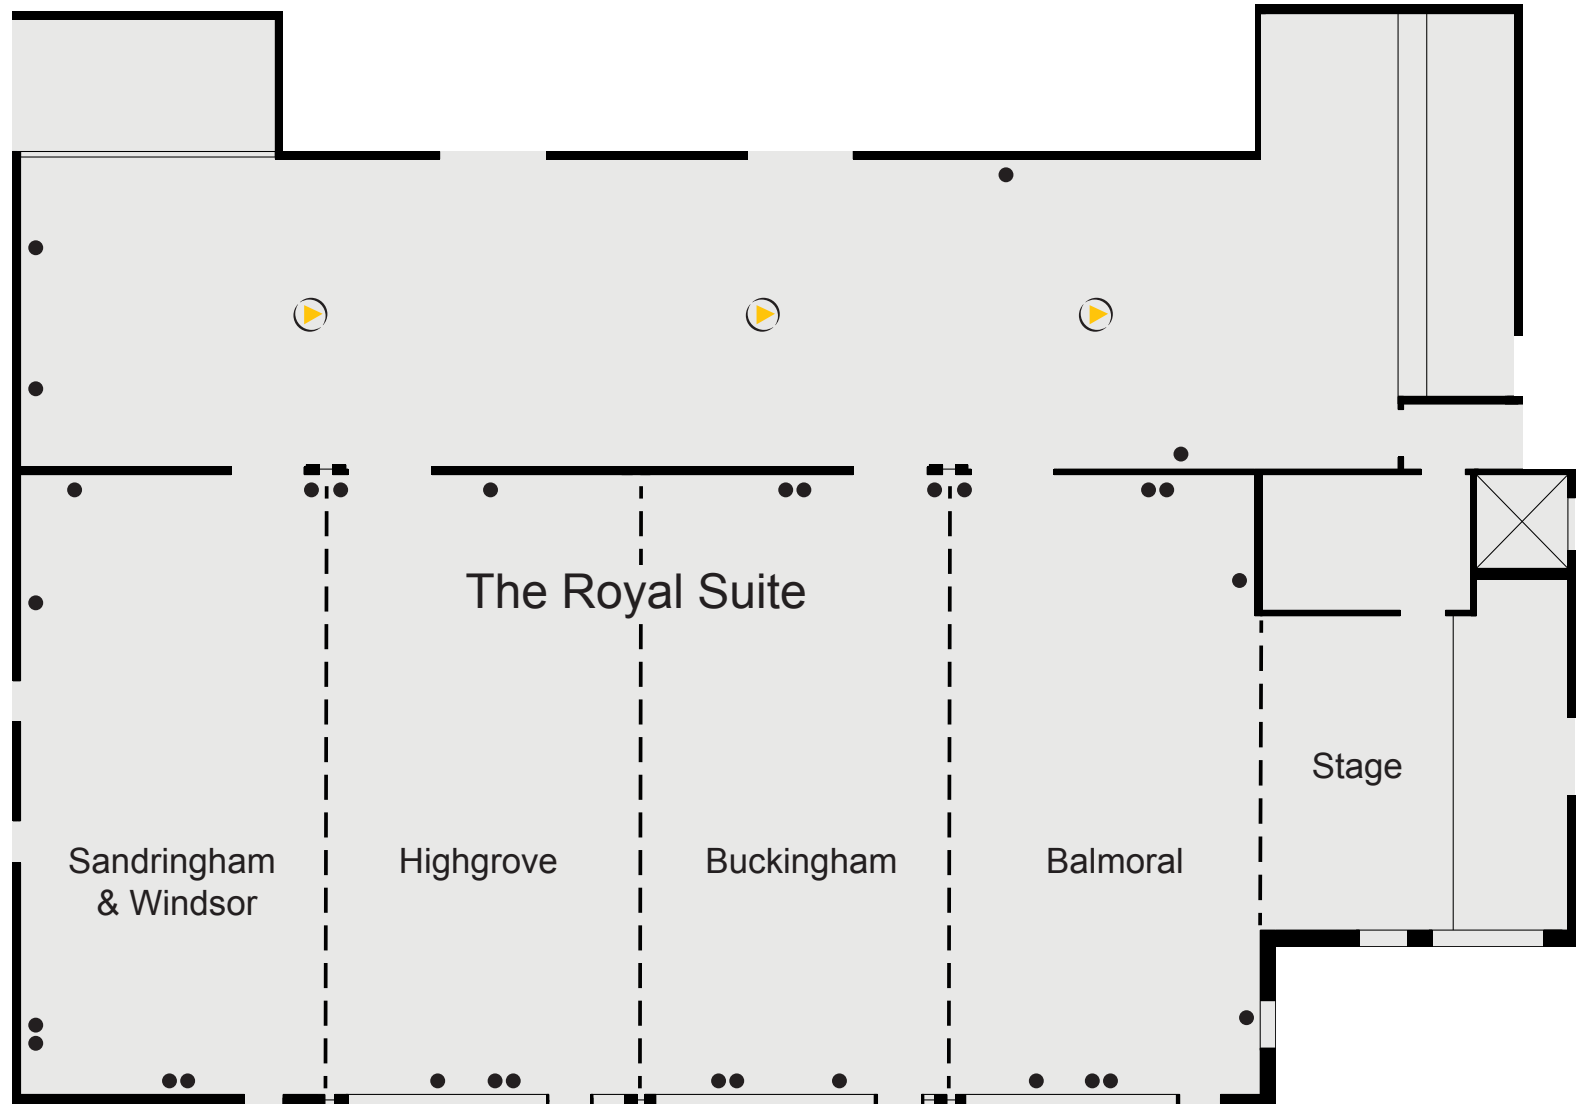 The Royal Suite
Stage
Sandringham
& Windsor
Highgrove
Buckingham
Balmoral